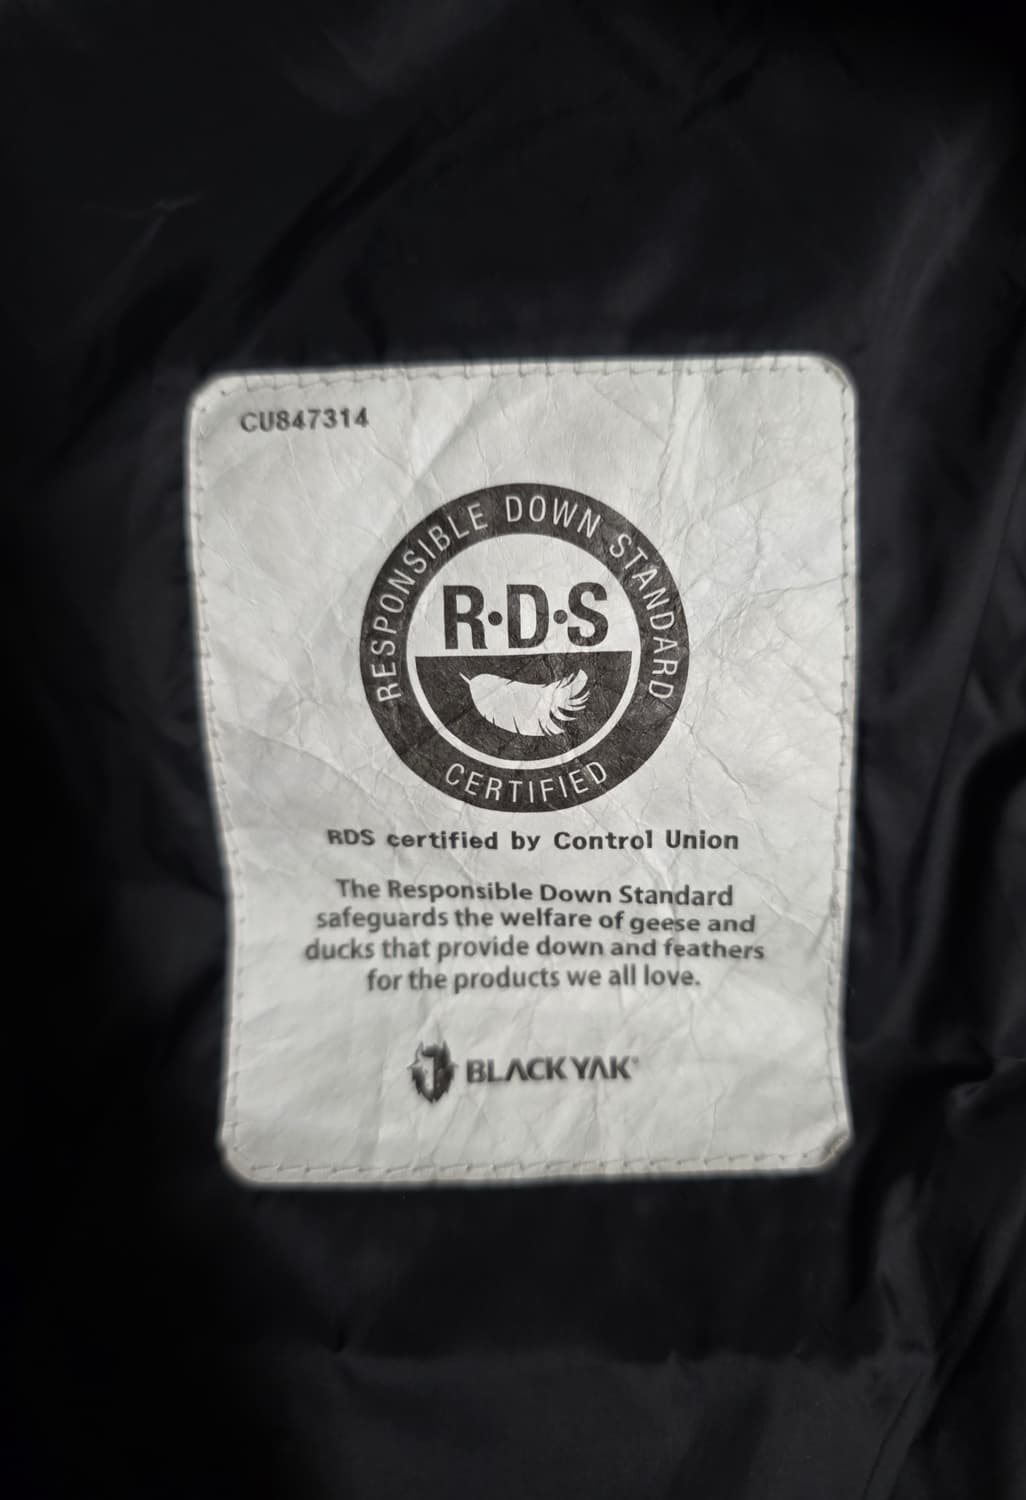 CU847314
RESPONSIBLE DOWN STANDARD
R·D·S
CERTIFIED
RDS certified by Control Union
The Responsible Down Standard
safeguards the welfare of geese and
ducks that provide down and feathers
for the products we all love.
BLACKYAK®